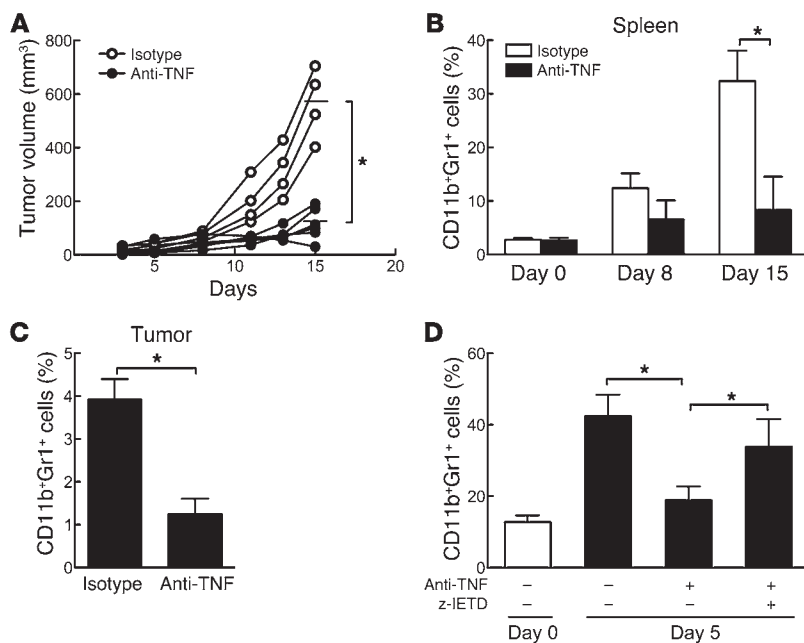 A
Tumor volume (mm³)
Isotype
Anti-TNF
800
600
400
200
0
*
5
10
15
20
Days
B
Spleen
CD11b⁺Gr1⁺ cells (%)
Isotype
Anti-TNF
*
40
30
20
10
0
Day 0
Day 8
Day 15
C
Tumor
CD11b⁺Gr1⁺ cells (%)
*
5
4
3
2
1
0
Isotype
Anti-TNF
D
CD11b⁺Gr1⁺ cells (%)
*
*
60
40
20
0
Anti-TNF – – + +
z-IETD – – – +
Day 0
Day 5